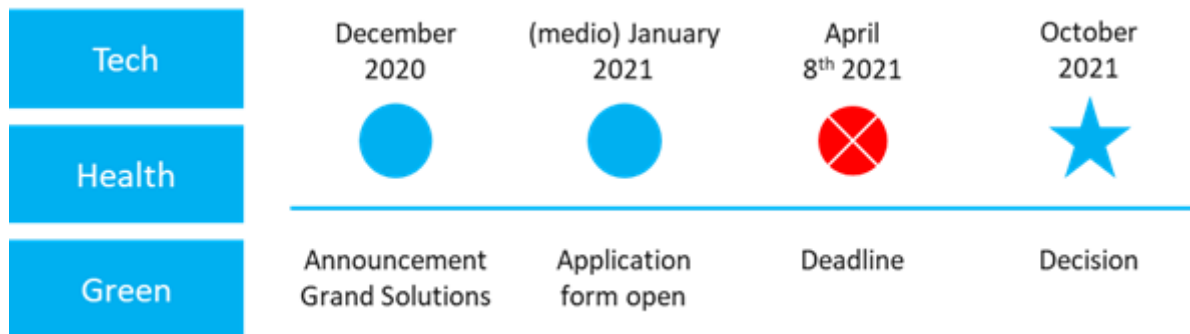 Tech
Health
Green
December
2020
(medio) January
2021
April
8th 2021
October
2021
Announcement
Grand Solutions
Application
form open
Deadline
Decision